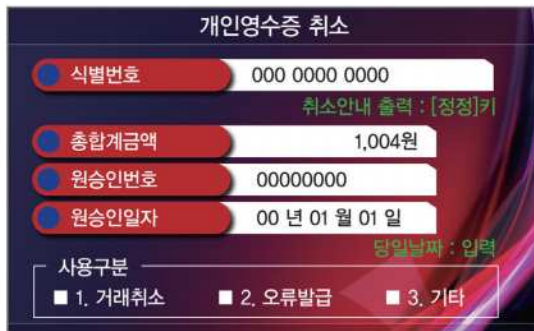 개인영수증 취소
식별번호 000 0000 0000
취소안내 출력 : [정정]키
총합계금액 1,004원
원승인번호 00000000
원승인일자 00 년 01 월 01 일
당일날짜 : 입력
사용구분
1. 거래취소 2. 오류발급 3. 기타